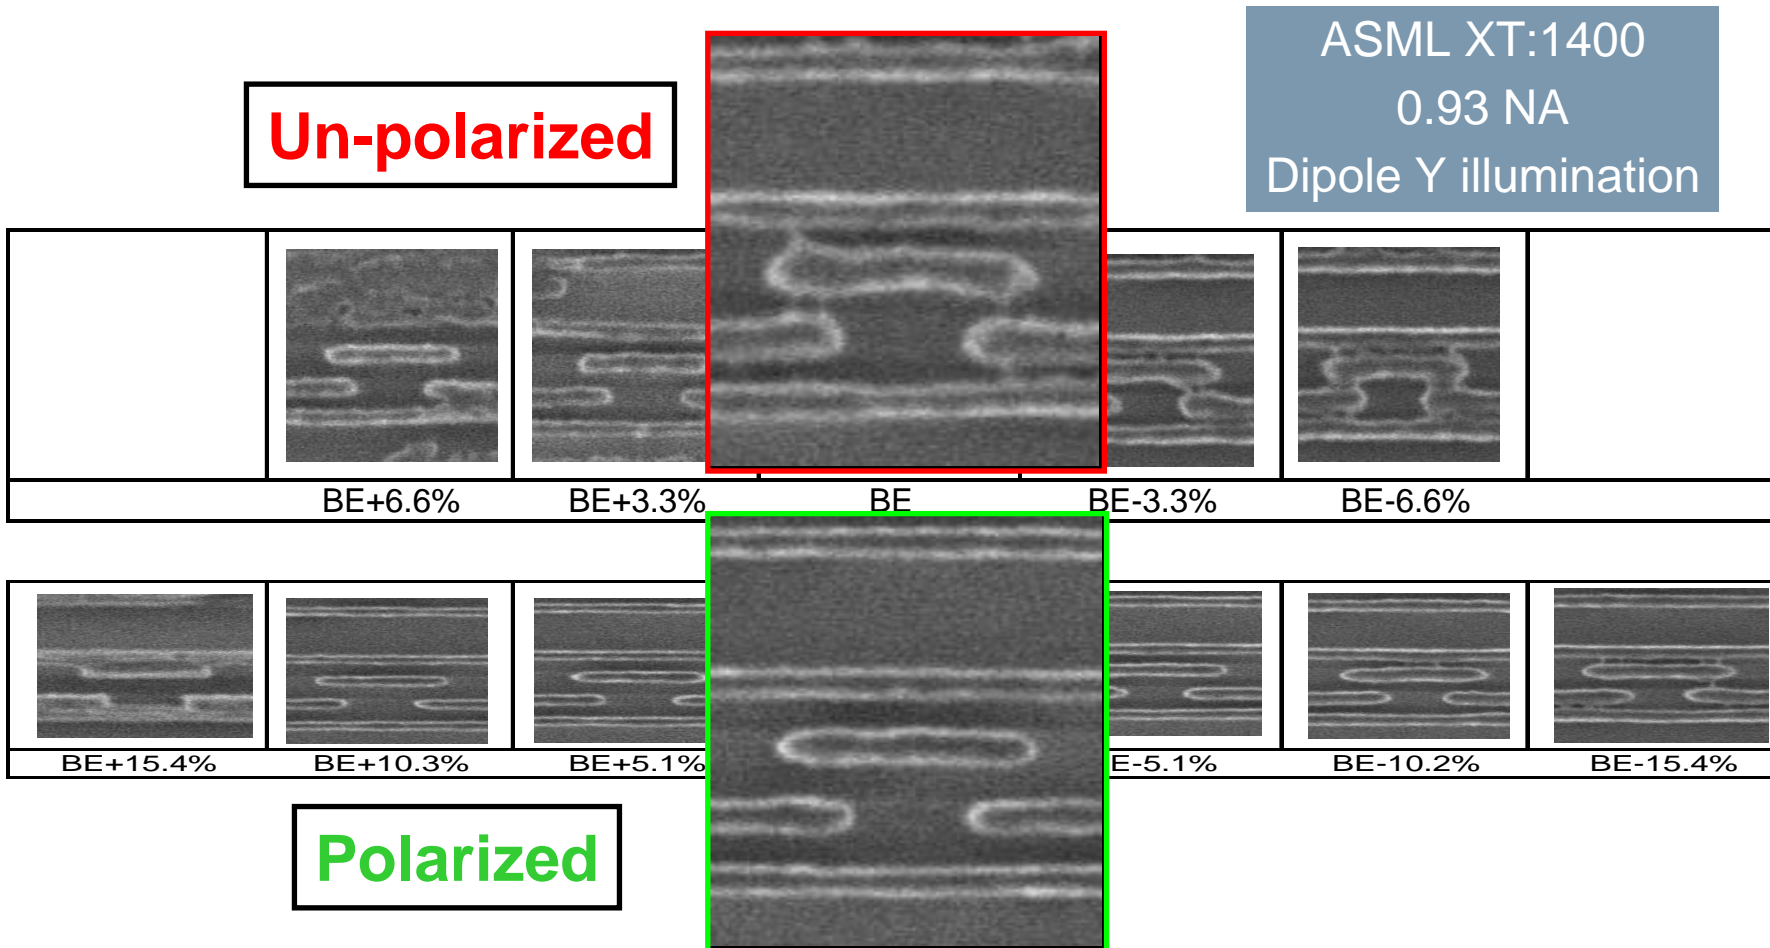 ASML XT:1400
0.93 NA
Dipole Y illumination
Un-polarized
BE+6.6%
BE+3.3%
BE
BE-3.3%
BE-6.6%
BE+15.4%
BE+10.3%
BE+5.1%
E-5.1%
BE-10.2%
BE-15.4%
Polarized